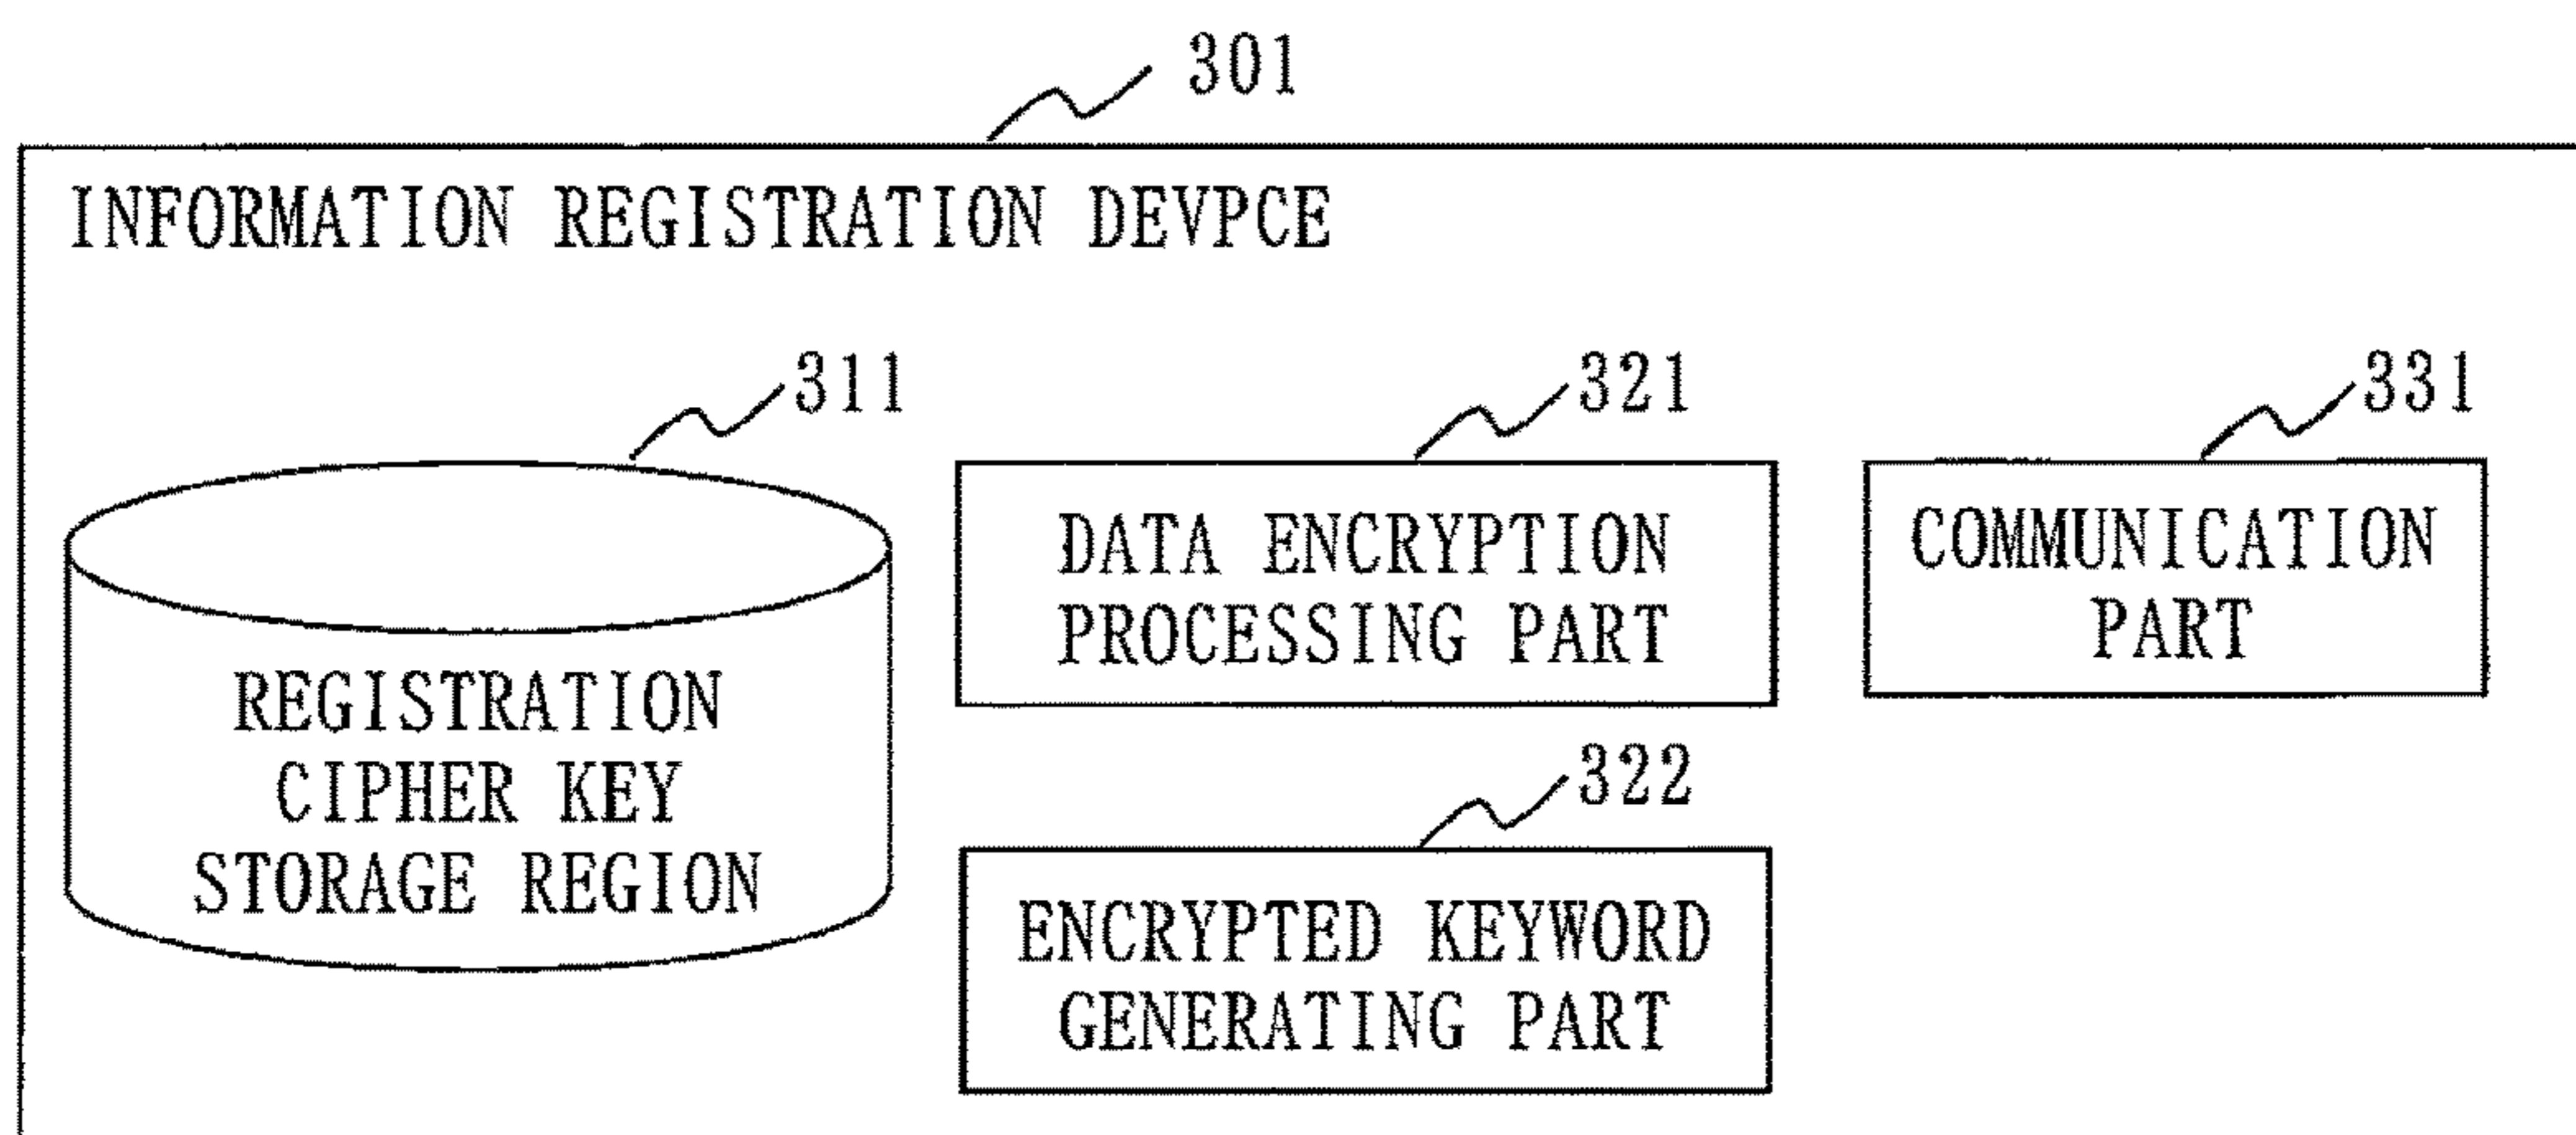 301
INFORMATION REGISTRATION DEVPCE
311
321
331
DATA ENCRYPTION
PROCESSING PART
COMMUNICATION
PART
REGISTRATION
CIPHER KEY
STORAGE REGION
322
ENCRYPTED KEYWORD
GENERATING PART